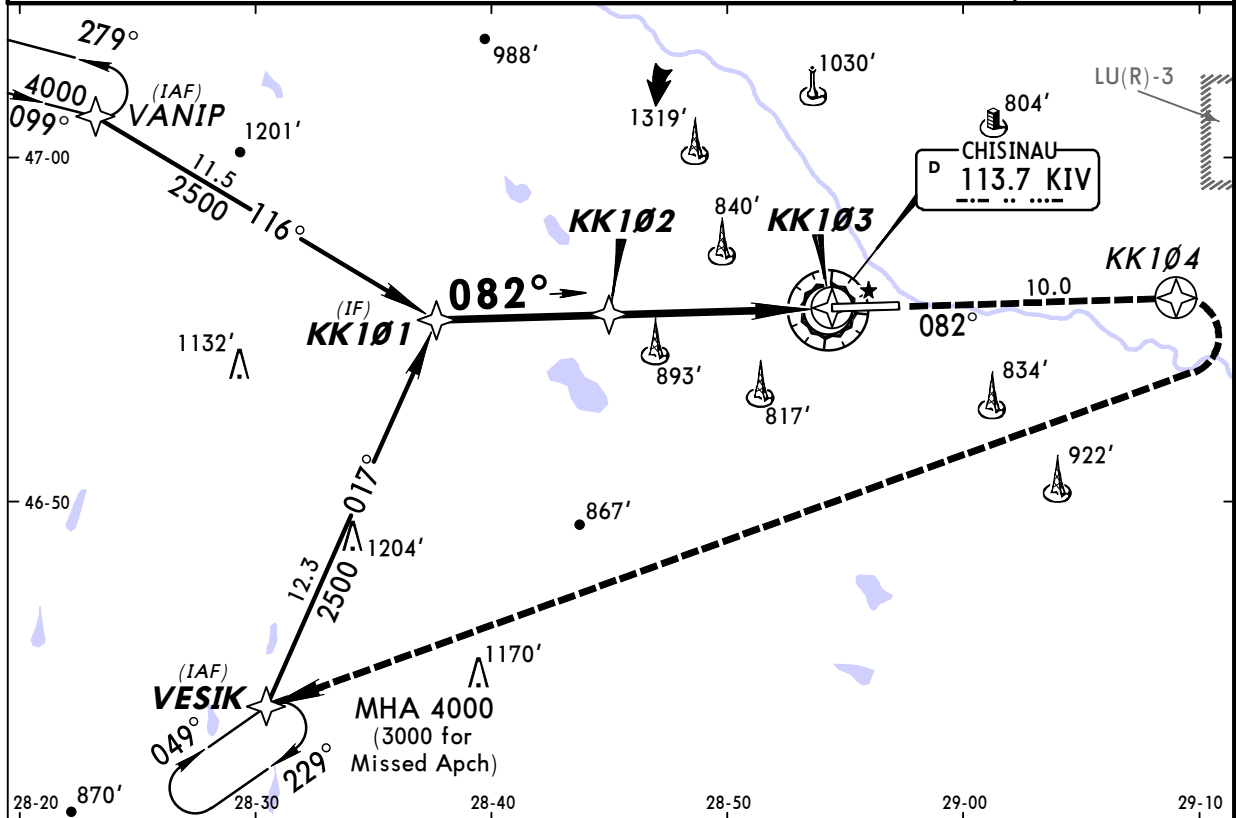 279°
988'
1030'
LU(R)-3
4000
(IAF)
VANIP
1319'
804'
099°
1201'
CHISINAU
D 113.7 KIV
47-00
11.5
2500
116°
840'
KK1Ø2
KK1Ø3
KK1Ø4
082°
10.0
(IF)
KK1Ø1
082°
1132'
893'
834'
817'
922'
017°
46-50
867'
1204'
12.3
2500
(IAF)
VESIK
1170'
MHA 4000
(3000 for
Missed Apch)
049°
229°
870'
28-20
28-30
28-40
28-50
29-00
29-10